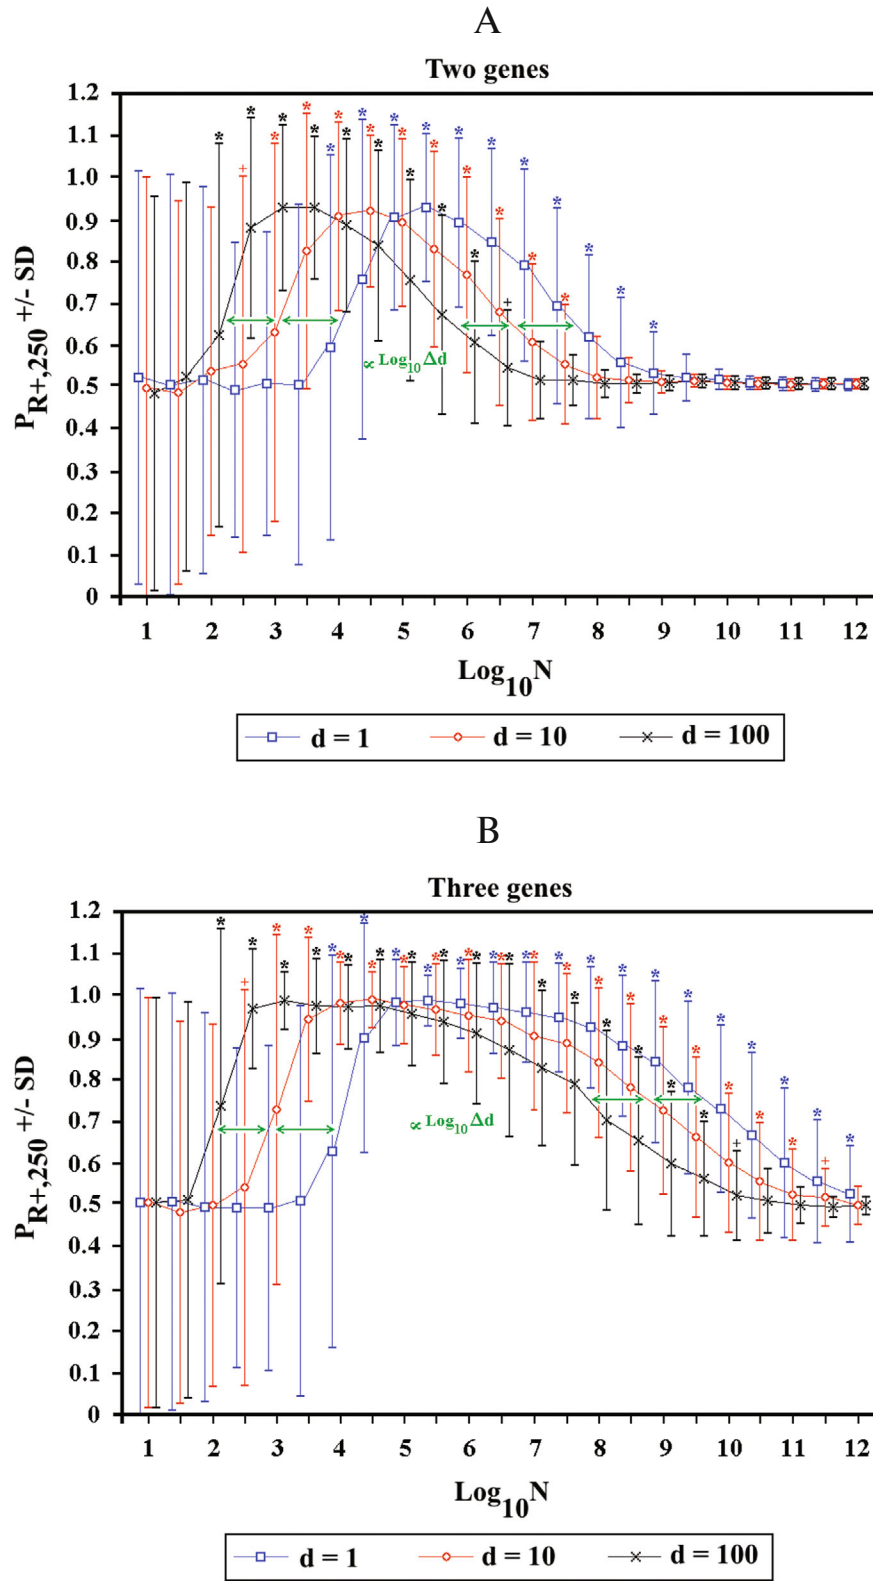 A
Two genes
1.2
1.1
1.0
0.9
0.8
0.7
0.6
0.5
0.4
0.3
0.2
0.1
0
P_R+,250 +/- SD
∝ Log10 Δd
1 2 3 4 5 6 7 8 9 10 11 12
Log10N
d = 1 d = 10 d = 100
B
Three genes
1.2
1.1
1.0
0.9
0.8
0.7
0.6
0.5
0.4
0.3
0.2
0.1
0
P_R+,250 +/- SD
∝ Log10 Δd
1 2 3 4 5 6 7 8 9 10 11 12
Log10N
d = 1 d = 10 d = 100